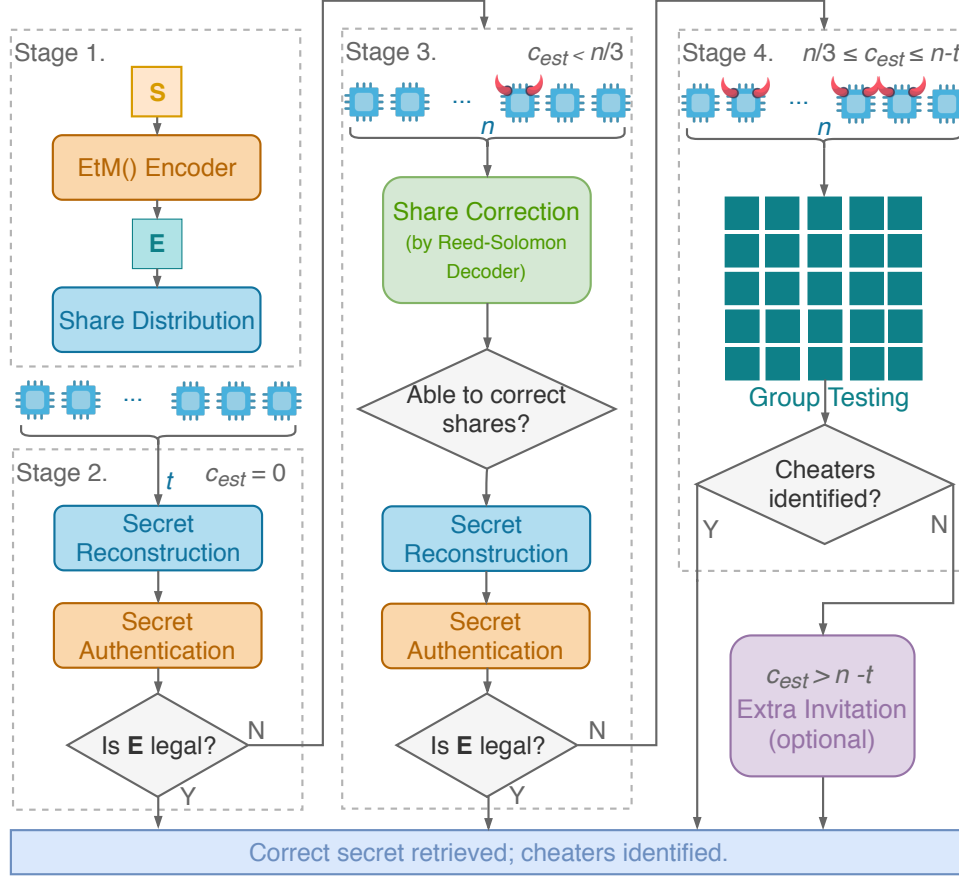 Stage 1.
S
EtM() Encoder
E
Share Distribution
...
Stage 2.
t
c_est = 0
Secret
Reconstruction
Secret
Authentication
Is E legal?
N
Y
Stage 3.
c_est < n/3
...
n
Share Correction
(by Reed-Solomon
Decoder)
Able to correct
shares?
Secret
Reconstruction
Secret
Authentication
Is E legal?
N
Y
Stage 4.
n/3 ≤ c_est ≤ n-t
...
n
Group Testing
Cheaters
identified?
Y
N
c_est > n -t
Extra Invitation
(optional)
Correct secret retrieved; cheaters identified.